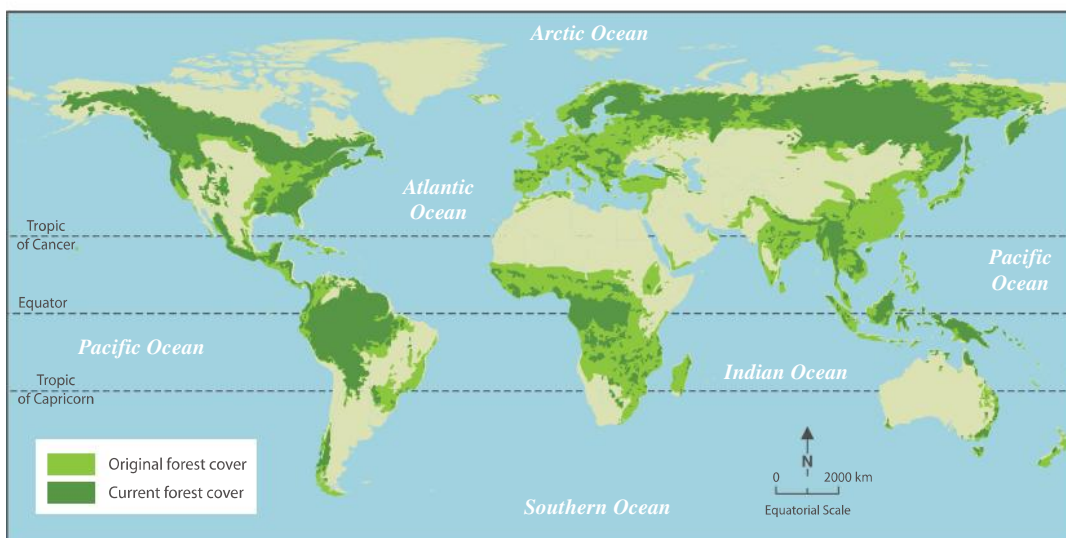 Arctic Ocean
Atlantic
Ocean
Tropic
of Cancer
Pacific
Ocean
Equator
Pacific Ocean
Indian Ocean
Tropic
of Capricorn
Original forest cover
Current forest cover
N
0 2000 km
Equatorial Scale
Southern Ocean